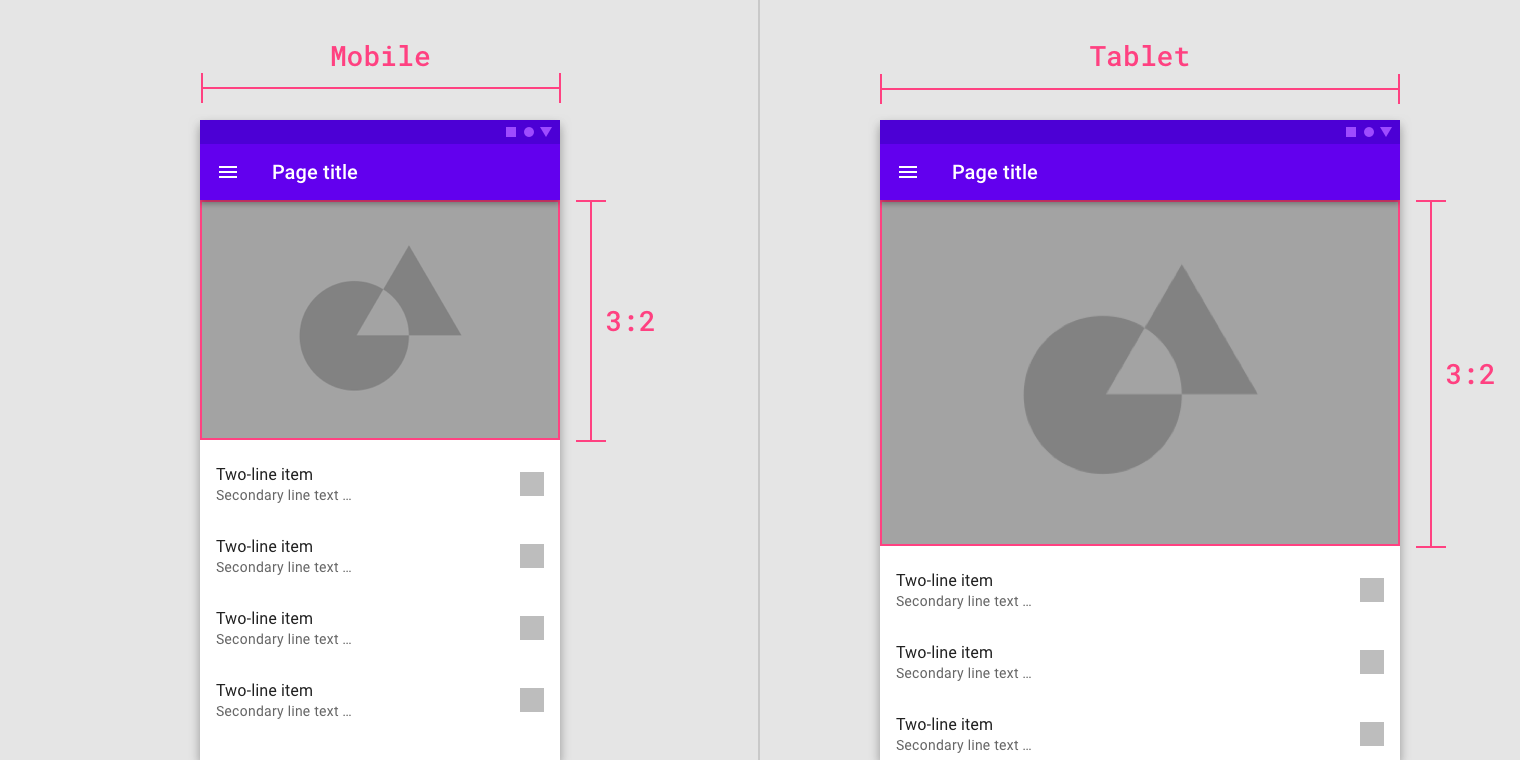 Mobile
Page title
3:2
Two-line item
Secondary line text …
Two-line item
Secondary line text …
Two-line item
Secondary line text …
Two-line item
Secondary line text …
Tablet
Page title
3:2
Two-line item
Secondary line text …
Two-line item
Secondary line text …
Two-line item
Secondary line text …